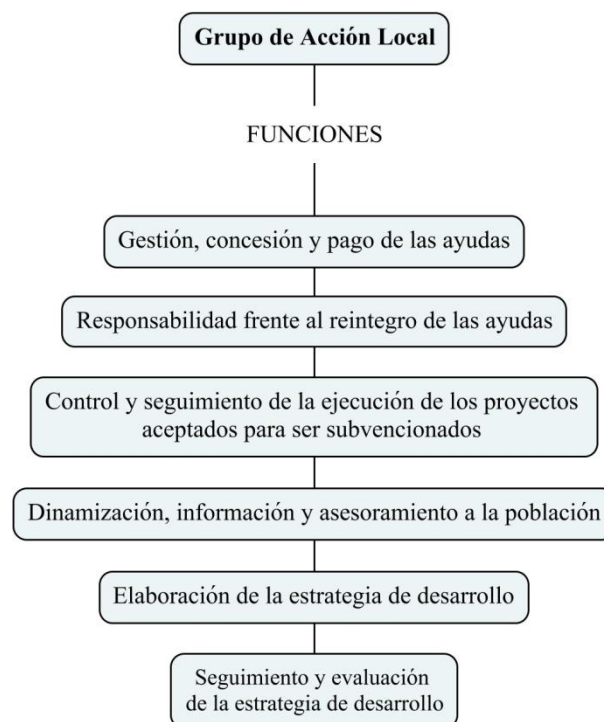 Grupo de Acción Local
FUNCIONES
Gestión, concesión y pago de las ayudas
Responsabilidad frente al reintegro de las ayudas
Control y seguimiento de la ejecución de los proyectos
aceptados para ser subvencionados
Dinamización, información y asesoramiento a la población
Elaboración de la estrategia de desarrollo
Seguimiento y evaluación
de la estrategia de desarrollo